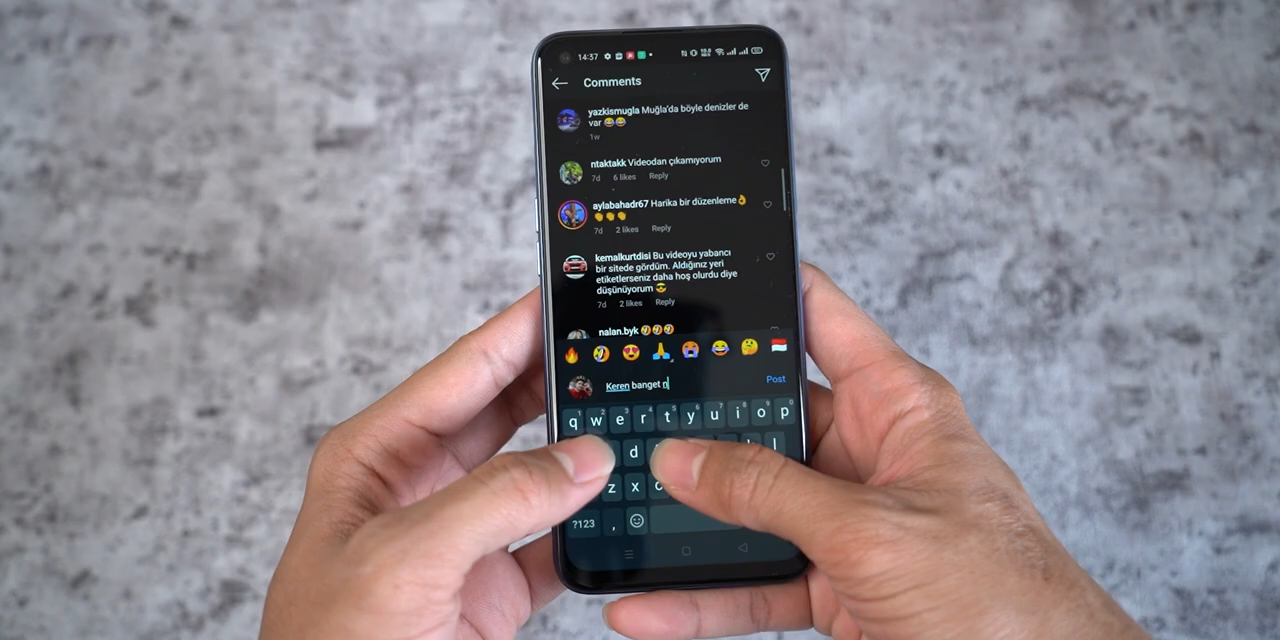 14:37
Comments
yazkismugla Muğla'da böyle denizler de
var 😂😂
1w
ntaktakk Videodan çıkamıyorum
7d 6 likes Reply
aylabahadr67 Harika bir düzenleme👌
👏👏👏
7d 2 likes Reply
kemalkurtdisi Bu videoyu yabancı
bir sitede gördüm. Aldığınız yeri
etiketlerseniz daha hoş olurdu diye
düşünüyorum 😎
7d 2 likes Reply
nalan.byk 🤣🤣🤣
🔥 🤣 😍 🙏 😭 😂 🤔 🇮🇩
Keren banget n Post
q w e r t y u i o p
d l
z x c
?123 , ☺